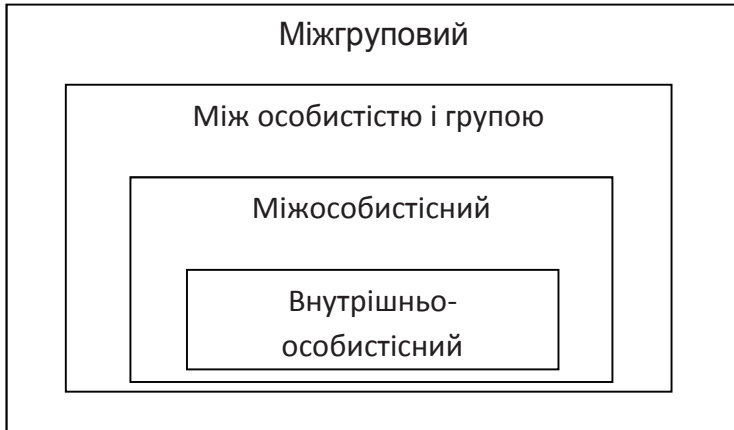 Міжгруповий
Між особистістю і групою
Міжособистісний
Внутрішньо-
особистісний